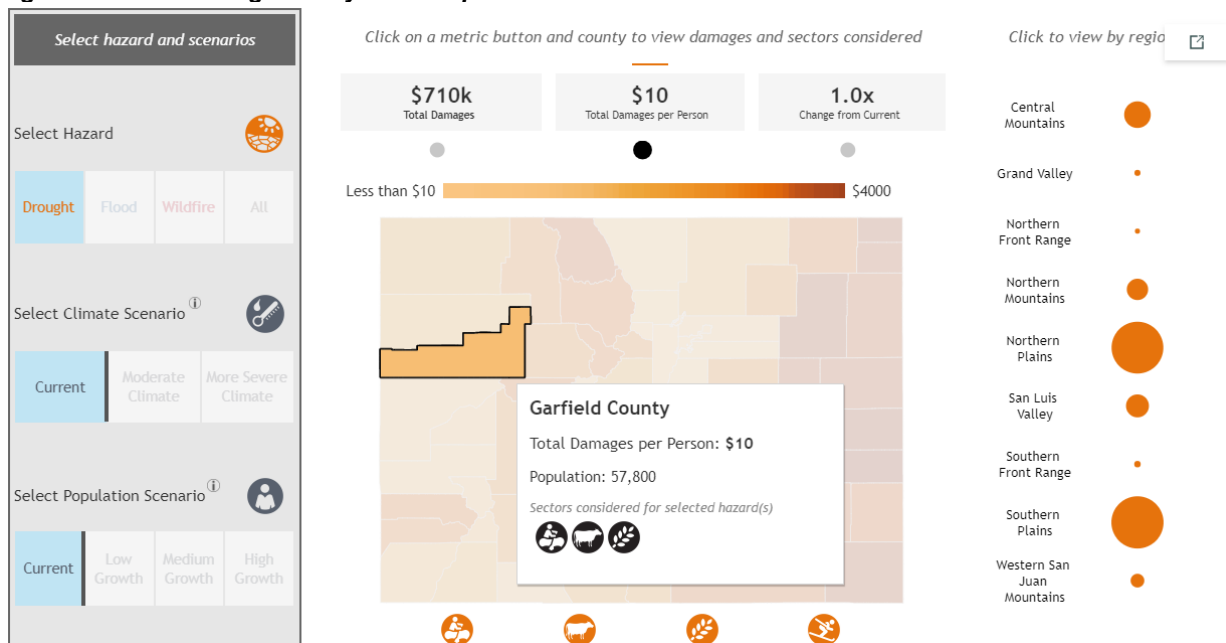 Select hazard and scenarios
Select Hazard
Drought
Flood
Wildfire
All
Select Climate Scenario
Current
Moderate
Climate
More Severe
Climate
Select Population Scenario
Current
Low
Growth
Medium
Growth
High
Growth
Click on a metric button and county to view damages and sectors considered
$710k
Total Damages
$10
Total Damages per Person
1.0x
Change from Current
Less than $10
$4000
Garfield County
Total Damages per Person: $10
Population: 57,800
Sectors considered for selected hazard(s)
Click to view by regio
Central
Mountains
Grand Valley
Northern
Front Range
Northern
Mountains
Northern
Plains
San Luis
Valley
Southern
Front Range
Southern
Plains
Western San
Juan
Mountains